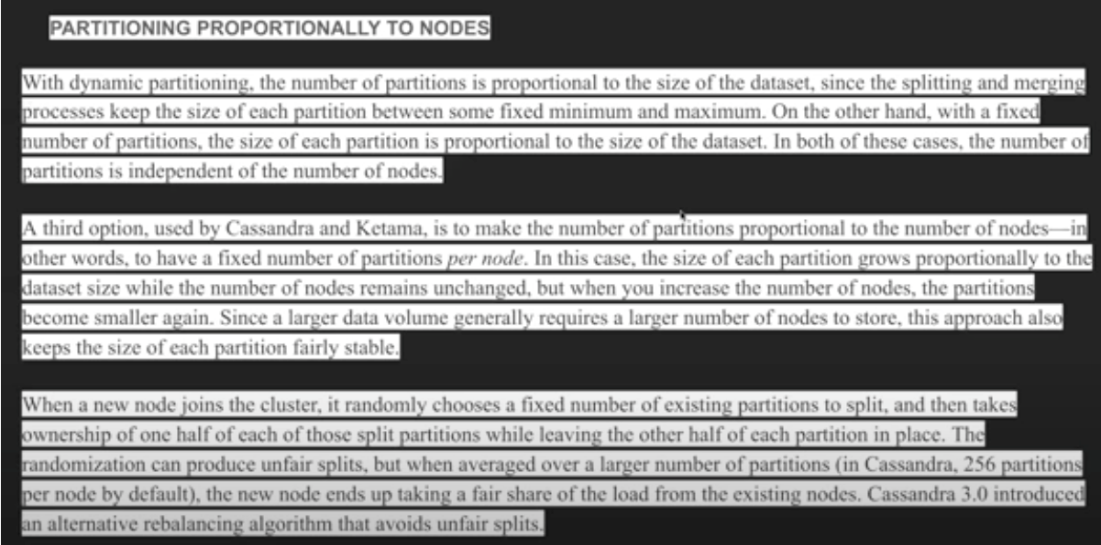 PARTITIONING PROPORTIONALLY TO NODES
With dynamic partitioning, the number of partitions is proportional to the size of the dataset, since the splitting and merging
processes keep the size of each partition between some fixed minimum and maximum. On the other hand, with a fixed
number of partitions, the size of each partition is proportional to the size of the dataset. In both of these cases, the number of
partitions is independent of the number of nodes.
A third option, used by Cassandra and Ketama, is to make the number of partitions proportional to the number of nodes—in
other words, to have a fixed number of partitions per node. In this case, the size of each partition grows proportionally to the
dataset size while the number of nodes remains unchanged, but when you increase the number of nodes, the partitions
become smaller again. Since a larger data volume generally requires a larger number of nodes to store, this approach also
keeps the size of each partition fairly stable.
When a new node joins the cluster, it randomly chooses a fixed number of existing partitions to split, and then takes
ownership of one half of each of those split partitions while leaving the other half of each partition in place. The
randomization can produce unfair splits, but when averaged over a larger number of partitions (in Cassandra, 256 partitions
per node by default), the new node ends up taking a fair share of the load from the existing nodes. Cassandra 3.0 introduced
an alternative rebalancing algorithm that avoids unfair splits.